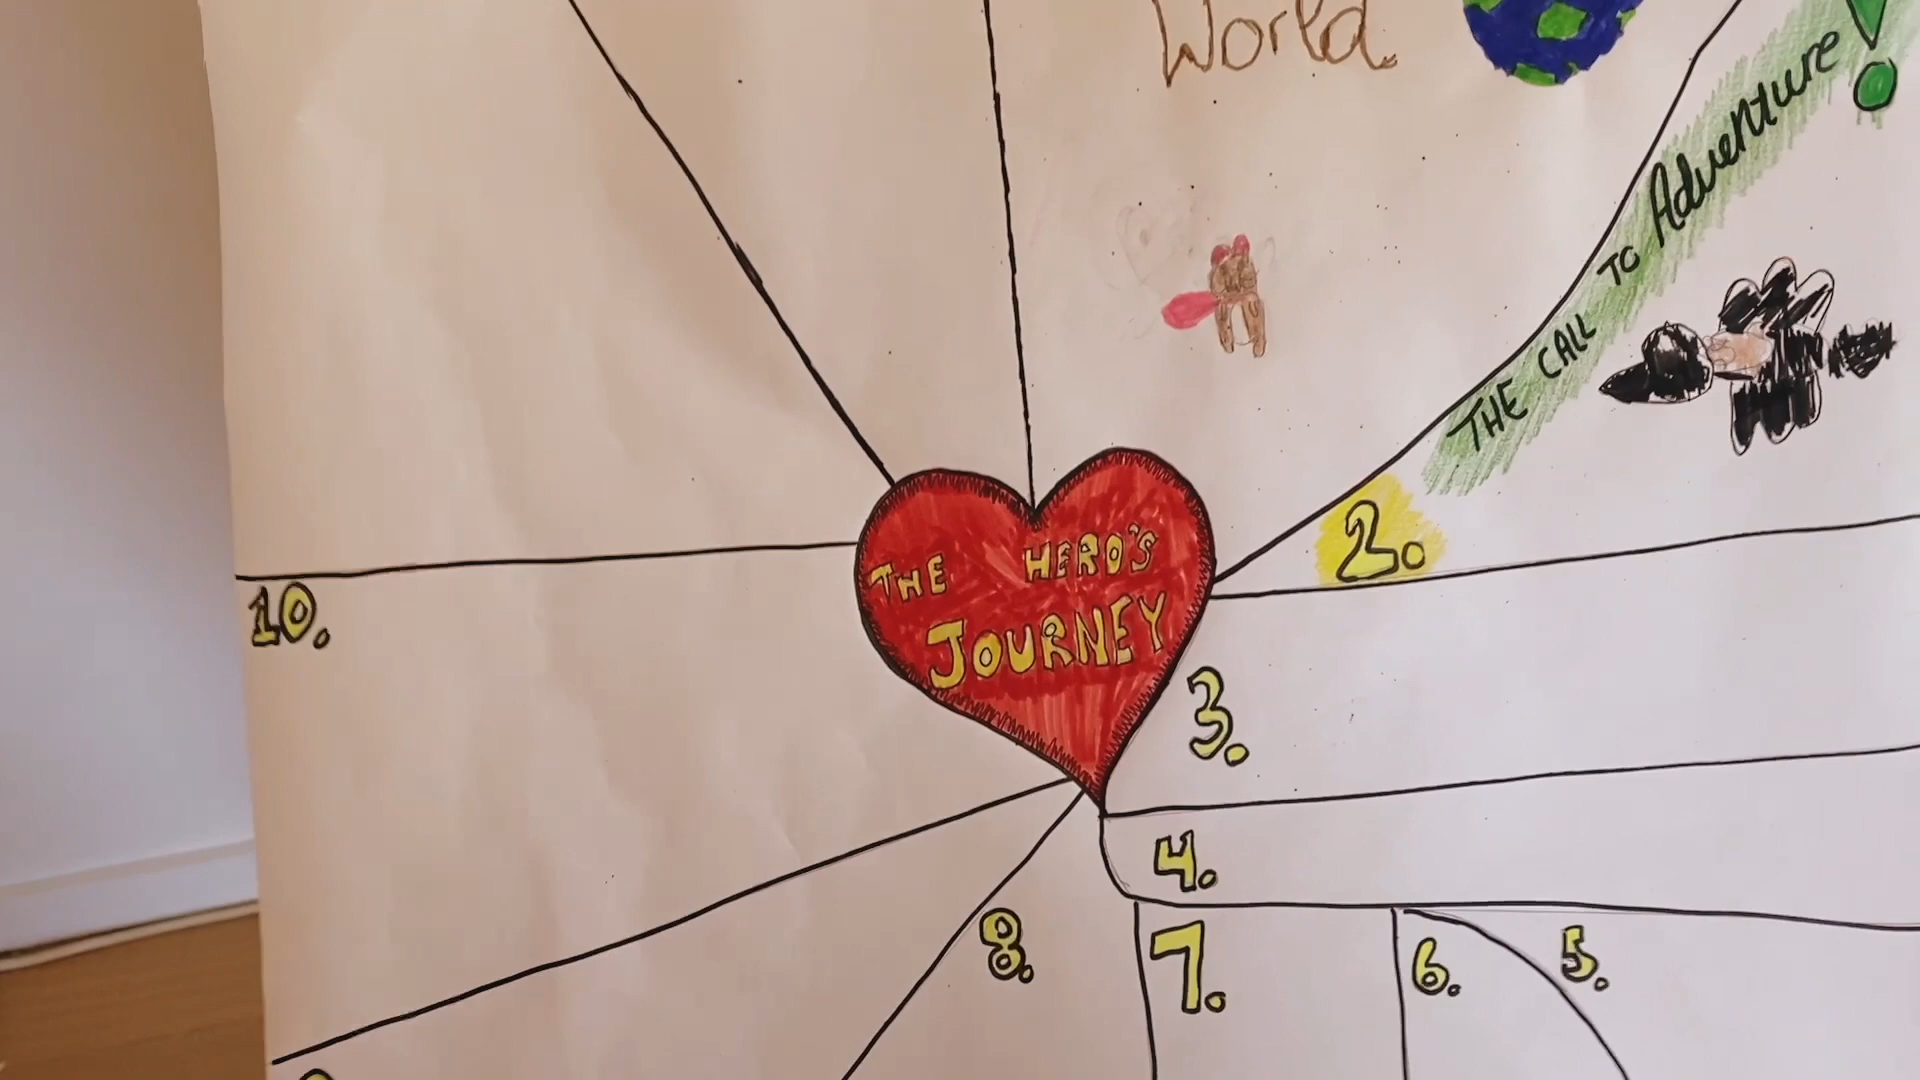 World
THE CALL TO Adventure!
2.
THE HERO'S
JOURNEY
3.
4.
5.
6.
7.
8.
10.